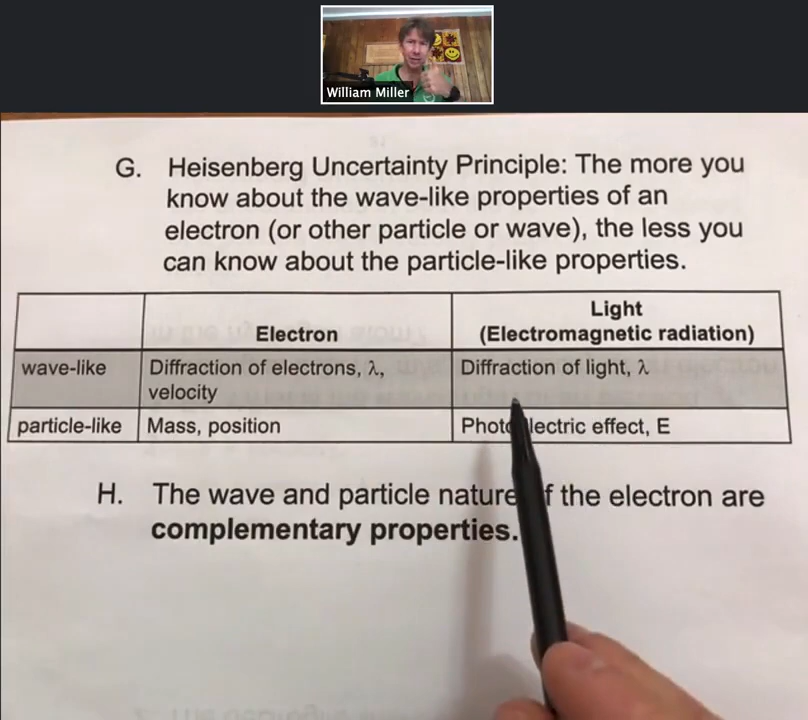 William Miller
G. Heisenberg Uncertainty Principle: The more you
know about the wave-like properties of an
electron (or other particle or wave), the less you
can know about the particle-like properties.
Electron
Light
(Electromagnetic radiation)
wave-like
Diffraction of electrons, λ,
velocity
Diffraction of light, λ
particle-like
Mass, position
effect, E
H. The wave and particle nature the electron are
complementary properties.